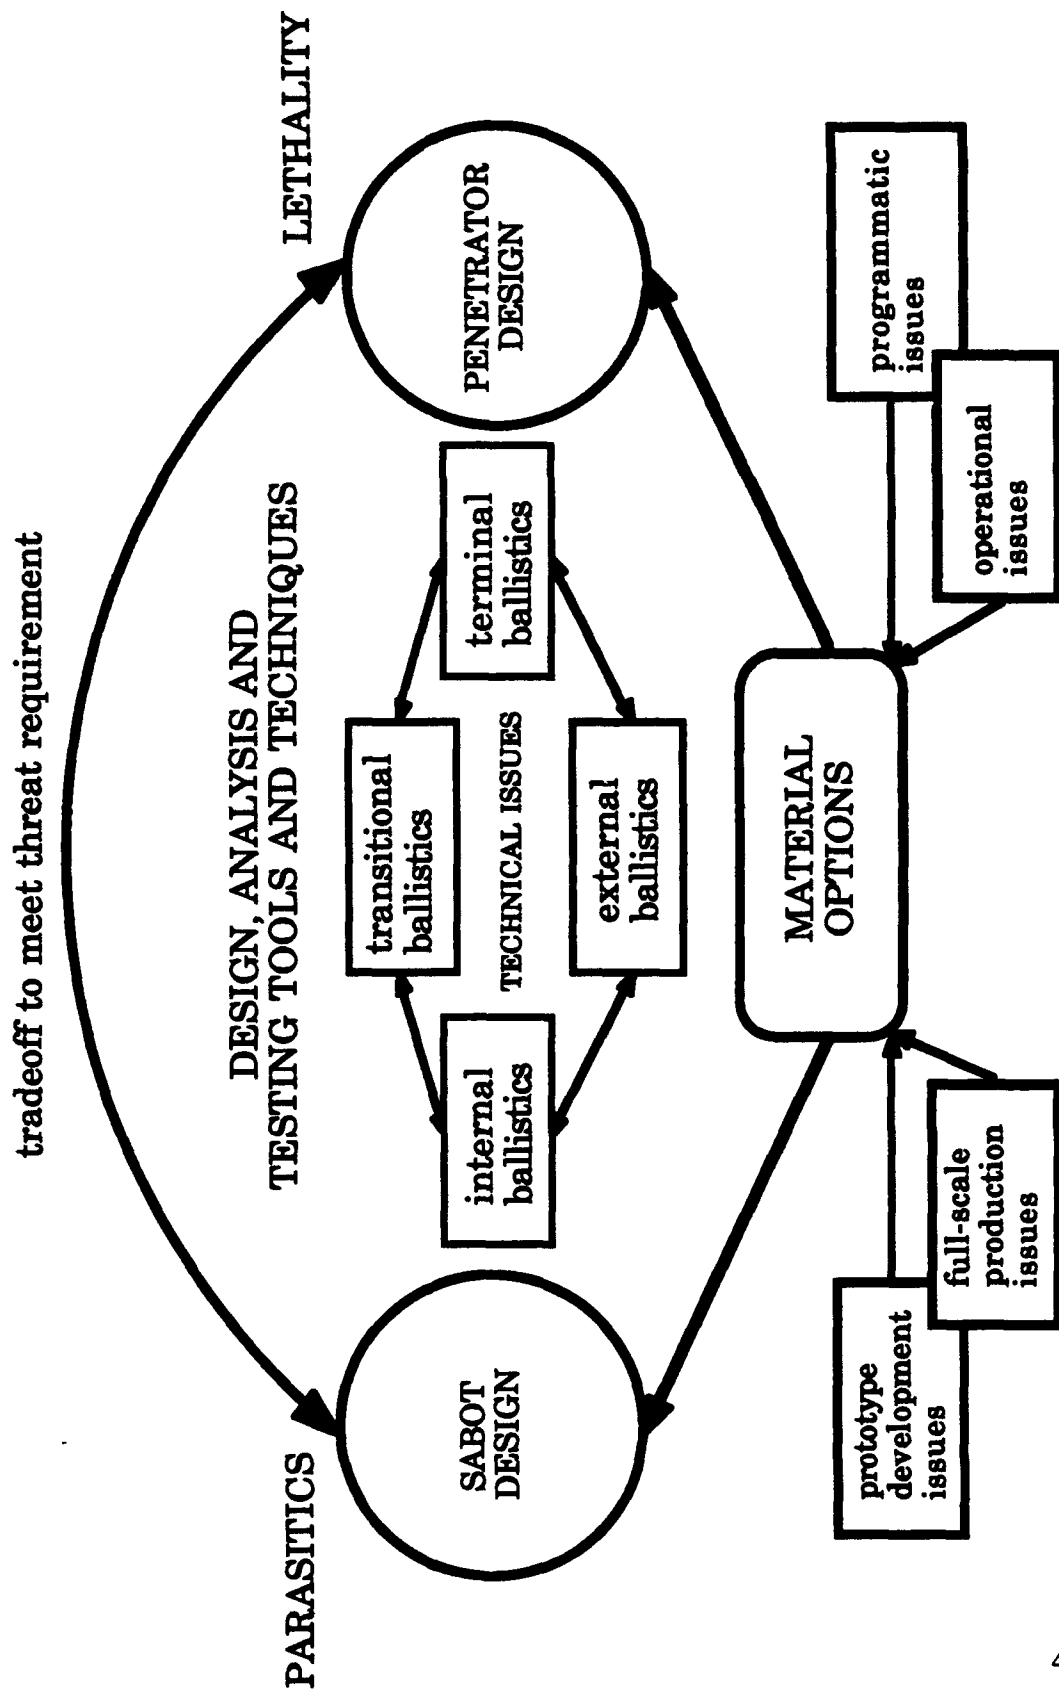 tradeoff to meet threat requirement
PARASITICS
LETHALITY
DESIGN, ANALYSIS AND
TESTING TOOLS AND TECHNIQUES
SABOT
DESIGN
internal
ballistics
transitional
ballistics
TECHNICAL ISSUES
external
ballistics
terminal
ballistics
PENETRATOR
DESIGN
MATERIAL
OPTIONS
prototype
development
issues
full-scale
production
issues
programmatic
issues
operational
issues